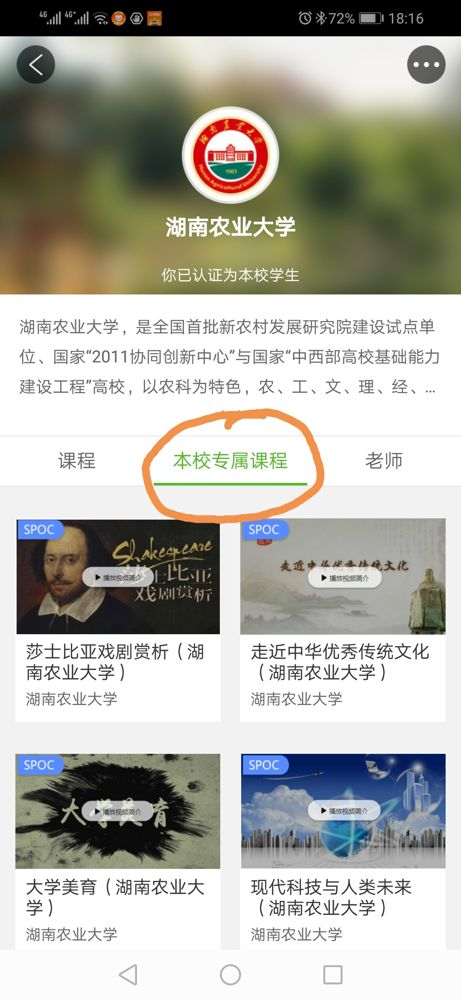 4G 4G+ 1小时达 72% 18:16
湖南农业大学
1903
Hunan Agricultural University
湖南农业大学
你已认证为本校学生
湖南农业大学，是全国首批新农村发展研究院建设试点单
位、国家“2011协同创新中心”与国家“中西部高校基础能力
建设工程”高校，以农科为特色，农、工、文、理、经、...
课程 本校专属课程 老师
SPOC
Shakespeare
莎士比亚
戏剧赏析
播放视频简介
SPOC
走近中华优秀传统文化
播放视频简介
莎士比亚戏剧赏析（湖
南农业大学）
湖南农业大学
走近中华优秀传统文化
（湖南农业大学）
湖南农业大学
SPOC
大学美育
播放视频简介
SPOC
播放视频简介
大学美育（湖南农业大
学）
湖南农业大学
现代科技与人类未来
（湖南农业大学）
湖南农业大学